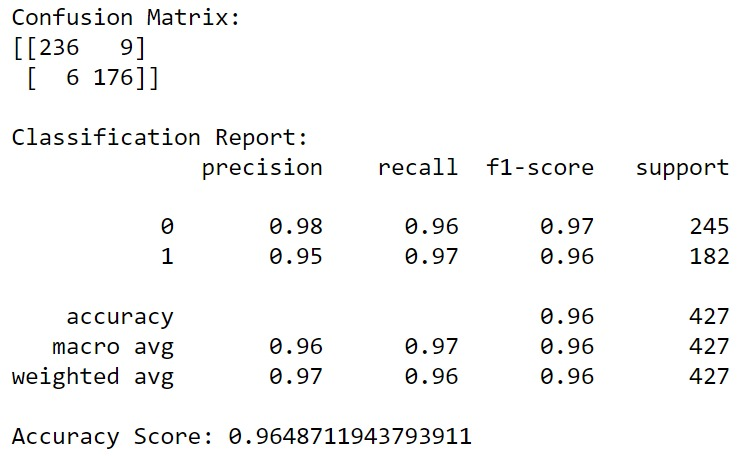 Confusion Matrix:
[[236   9]
 [  6 176]]

Classification Report:
              precision    recall  f1-score   support

           0       0.98      0.96      0.97       245
           1       0.95      0.97      0.96       182

    accuracy                           0.96       427
   macro avg       0.96      0.97      0.96       427
weighted avg       0.97      0.96      0.96       427

Accuracy Score: 0.9648711943793911